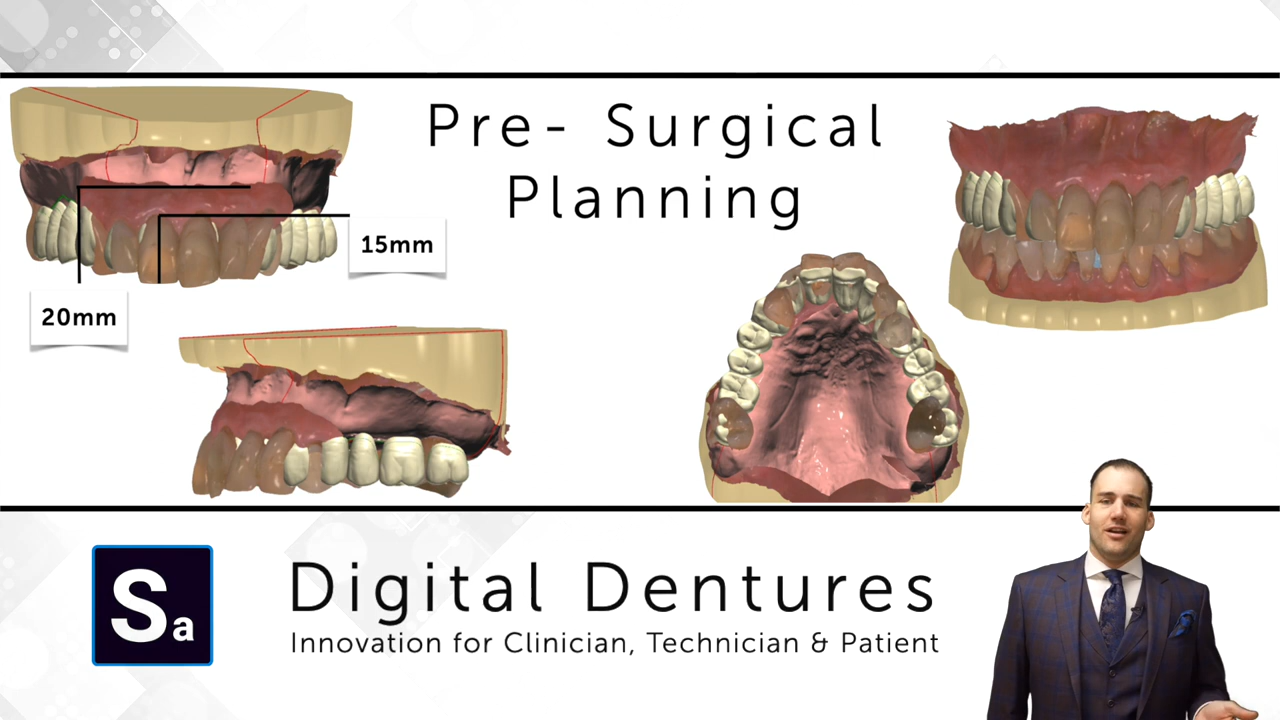 Pre- Surgical
Planning
15mm
20mm
Sa
Digital Dentures
Innovation for Clinician, Technician & Patient